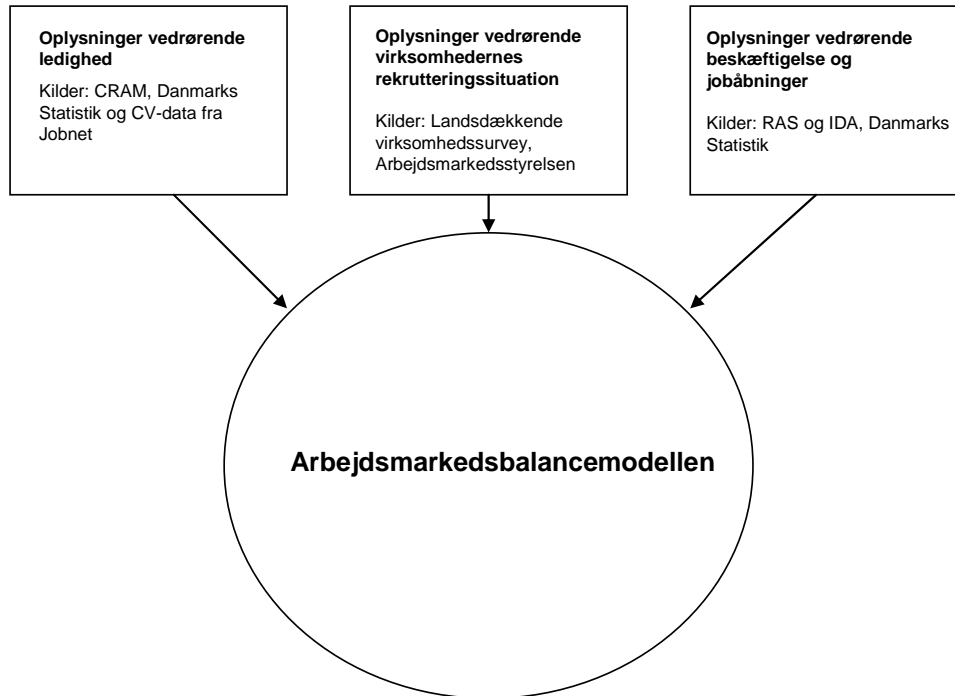 Oplysninger vedrørende
ledighed
Kilder: CRAM, Danmarks
Statistik og CV-data fra
Jobnet
Oplysninger vedrørende
virksomhedernes
rekrutteringssituation
Kilder: Landsdækkende
virksomhedssurvey,
Arbejdsmarkedsstyrelsen
Oplysninger vedrørende
beskæftigelse og
jobåbninger
Kilder: RAS og IDA, Danmarks
Statistik
Arbejdsmarkedsbalancemodellen